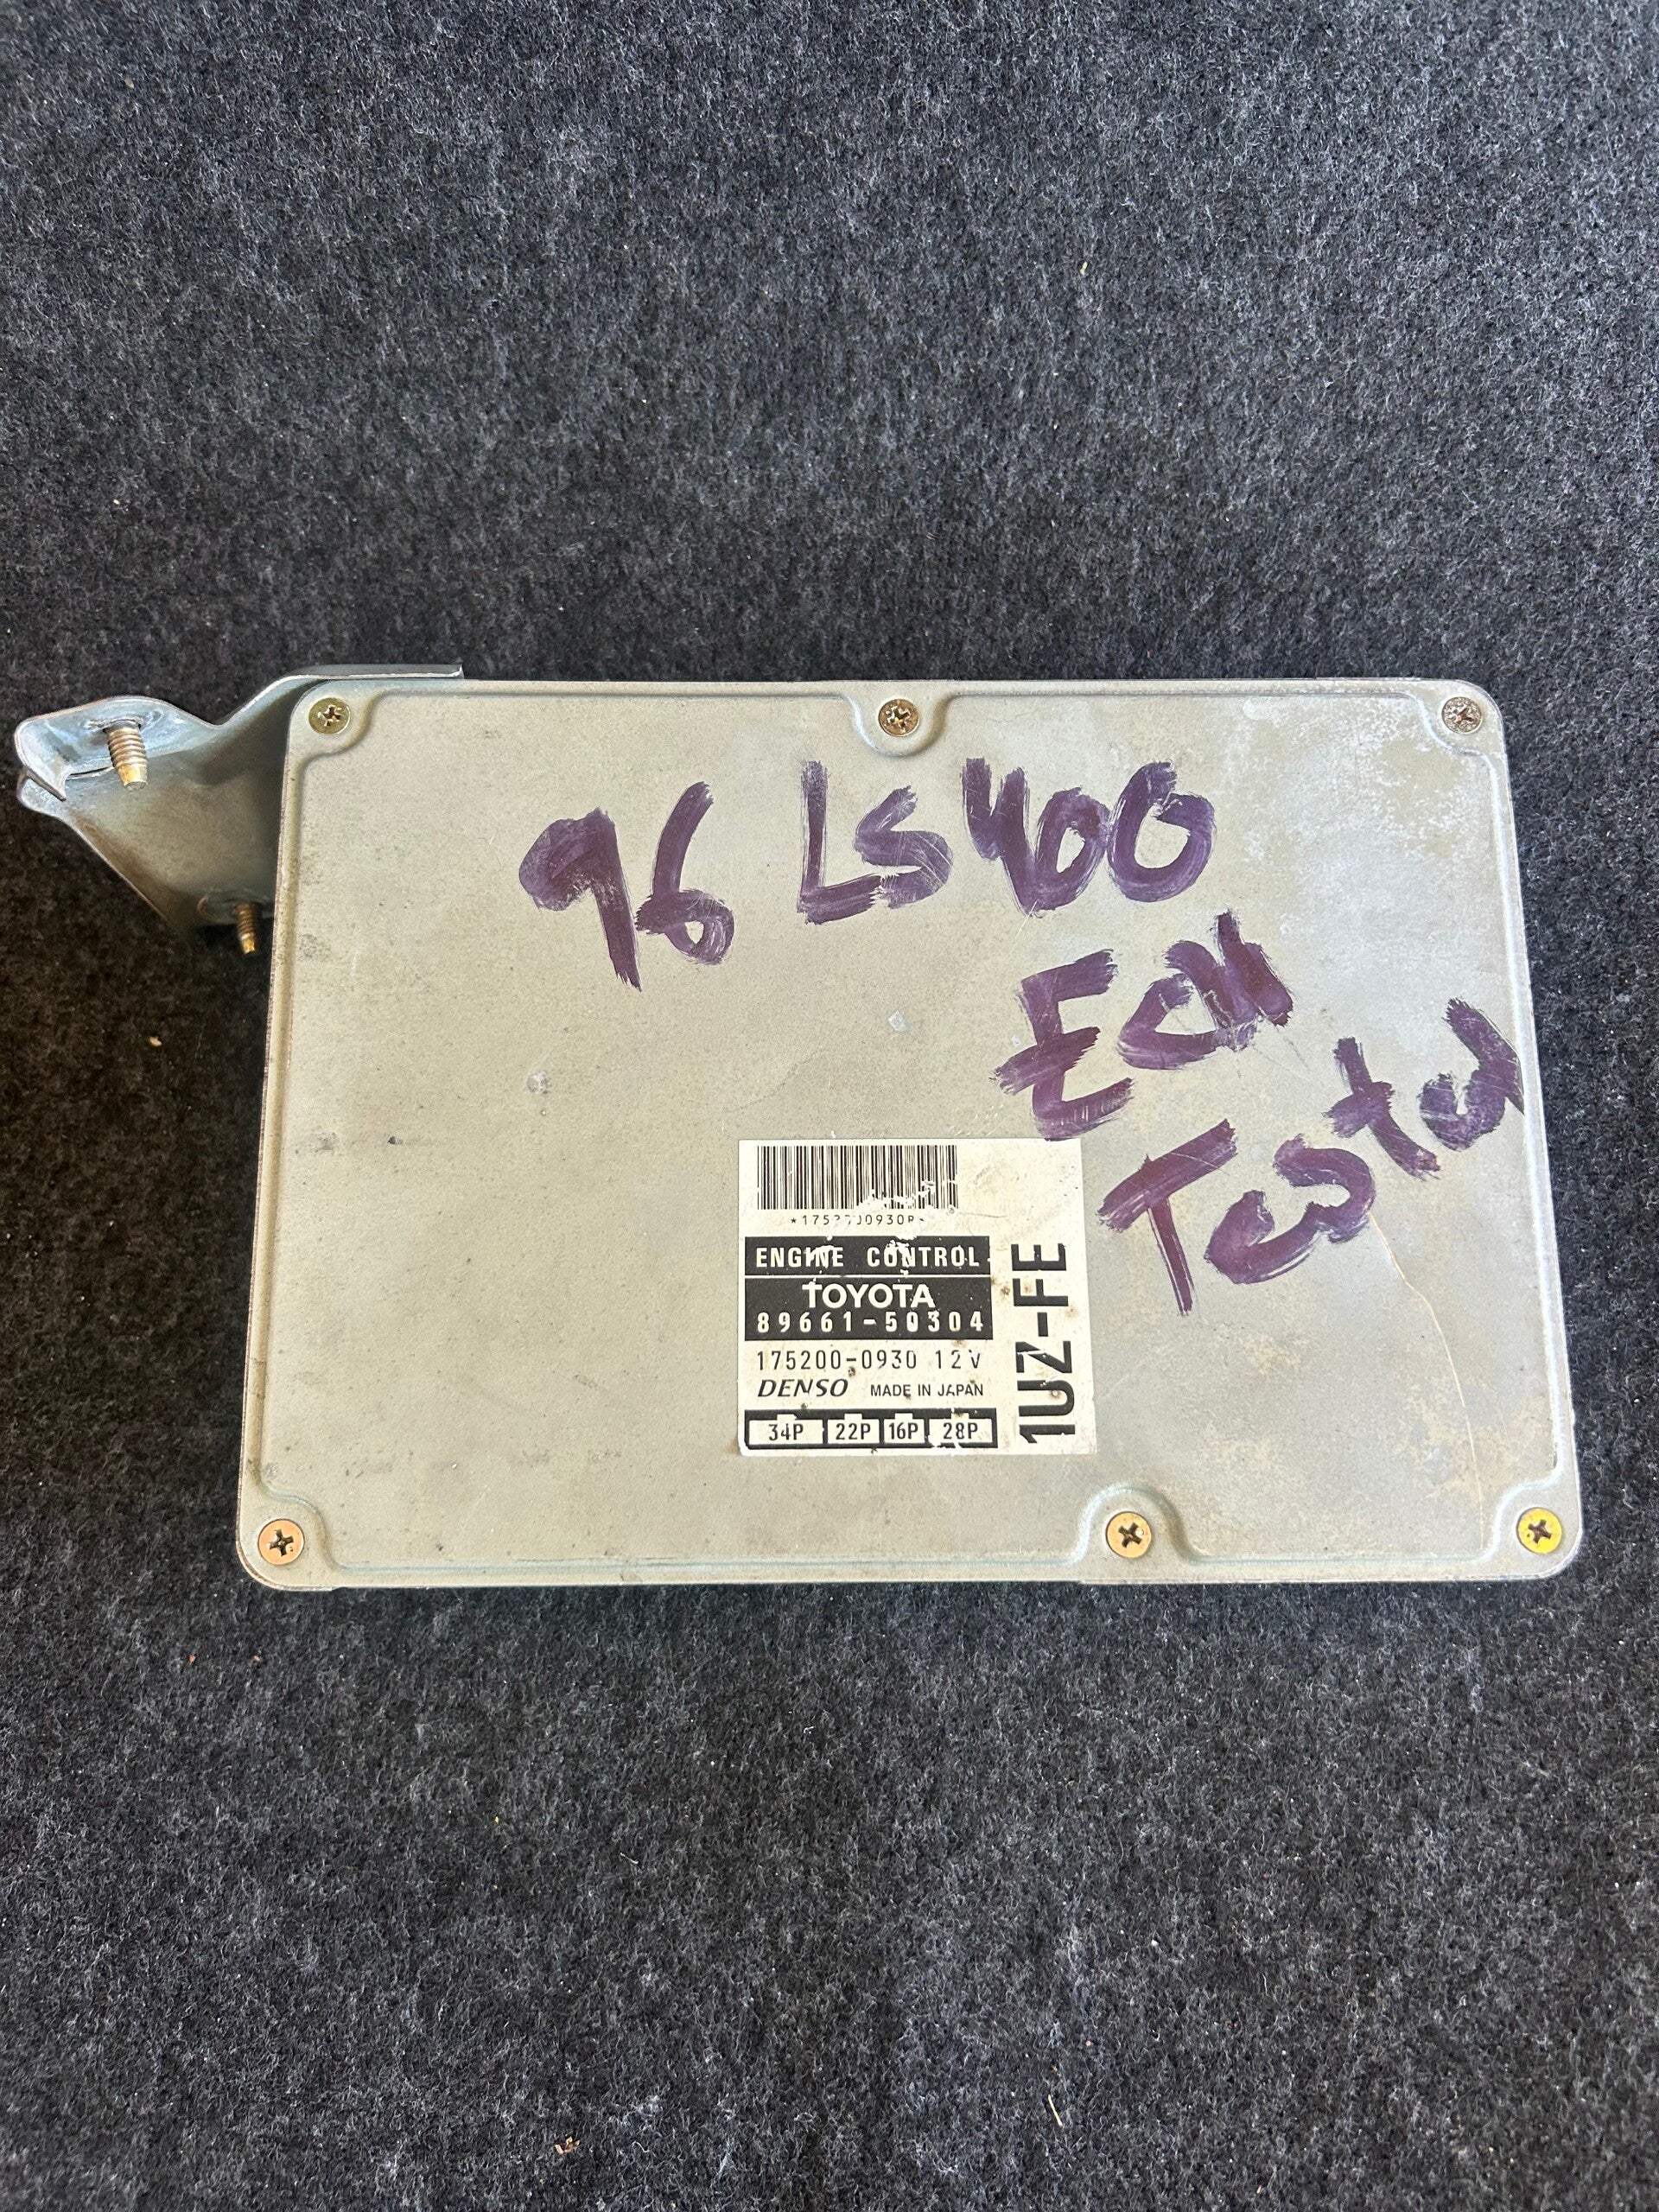 96 LS400
Ecu
Tested
ENGINE CONTROL
TOYOTA
89661-50304
175200-0930 12V
DENSO MADE IN JAPAN
34P 22P 16P 28P
1UZ-FE